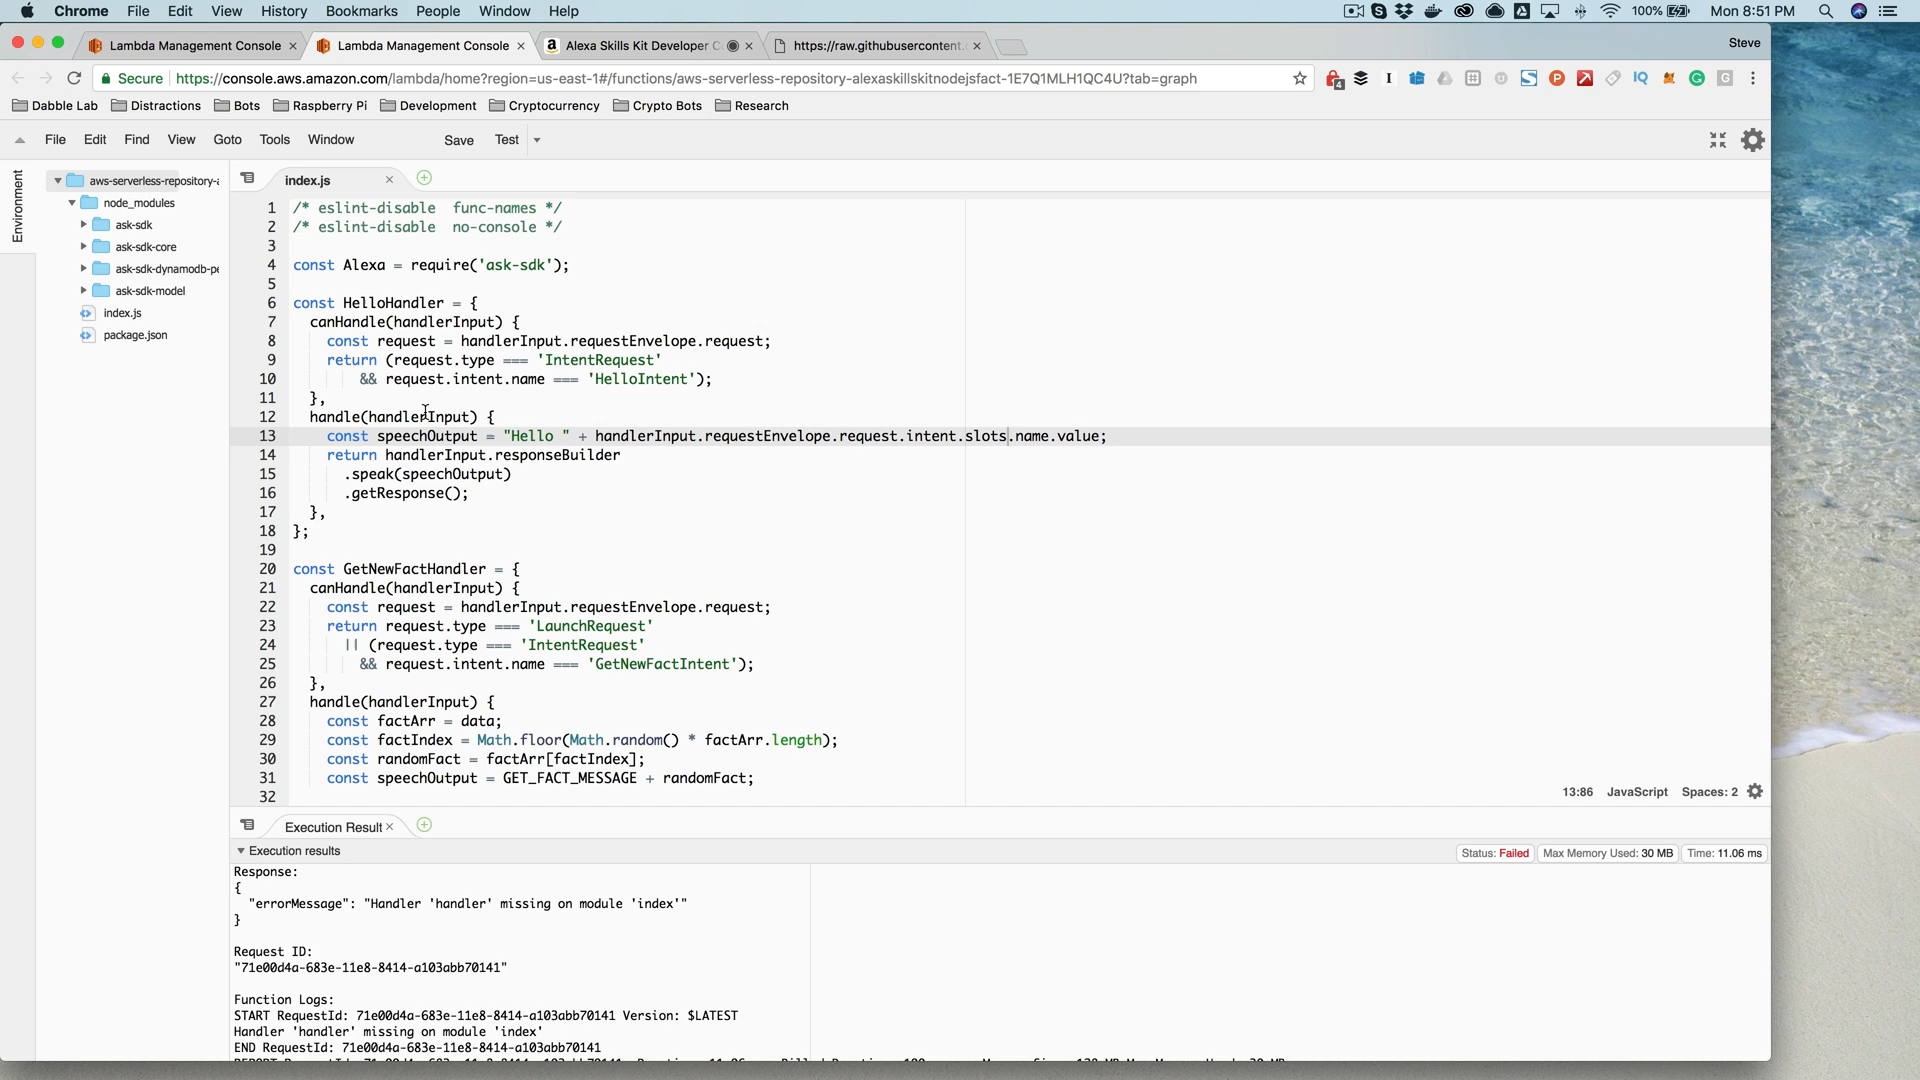 Chrome File Edit View History Bookmarks People Window Help 100% Mon 8:51 PM
Lambda Management Console Lambda Management Console Alexa Skills Kit Developer C https://raw.githubusercontent. Steve
Secure https://console.aws.amazon.com/lambda/home?region=us-east-1#/functions/aws-serverless-repository-alexaskillskitnodejsfact-1E7Q1MLH1QC4U?tab=graph
Dabble Lab Distractions Bots Raspberry Pi Development Cryptocurrency Crypto Bots Research
File Edit Find View Goto Tools Window Save Test
Environment
aws-serverless-repository-a
node_modules
ask-sdk
ask-sdk-core
ask-sdk-dynamodb-pe
ask-sdk-model
index.js
package.json
index.js
1 /* eslint-disable  func-names */
2 /* eslint-disable  no-console */
3
4 const Alexa = require('ask-sdk');
5
6 const HelloHandler = {
7 canHandle(handlerInput) {
8 const request = handlerInput.requestEnvelope.request;
9 return (request.type === 'IntentRequest'
10 && request.intent.name === 'HelloIntent');
11 },
12 handle(handlerInput) {
13 const speechOutput = "Hello " + handlerInput.requestEnvelope.request.intent.slots.name.value;
14 return handlerInput.responseBuilder
15 .speak(speechOutput)
16 .getResponse();
17 },
18 };
19
20 const GetNewFactHandler = {
21 canHandle(handlerInput) {
22 const request = handlerInput.requestEnvelope.request;
23 return request.type === 'LaunchRequest'
24 || (request.type === 'IntentRequest'
25 && request.intent.name === 'GetNewFactIntent');
26 },
27 handle(handlerInput) {
28 const factArr = data;
29 const factIndex = Math.floor(Math.random() * factArr.length);
30 const randomFact = factArr[factIndex];
31 const speechOutput = GET_FACT_MESSAGE + randomFact;
32
13:86 JavaScript Spaces: 2
Execution Result
Execution results Status: Failed Max Memory Used: 30 MB Time: 11.06 ms
Response:
{
"errorMessage": "Handler 'handler' missing on module 'index'"
}
Request ID:
"71e00d4a-683e-11e8-8414-a103abb70141"
Function Logs:
START RequestId: 71e00d4a-683e-11e8-8414-a103abb70141 Version: $LATEST
Handler 'handler' missing on module 'index'
END RequestId: 71e00d4a-683e-11e8-8414-a103abb70141